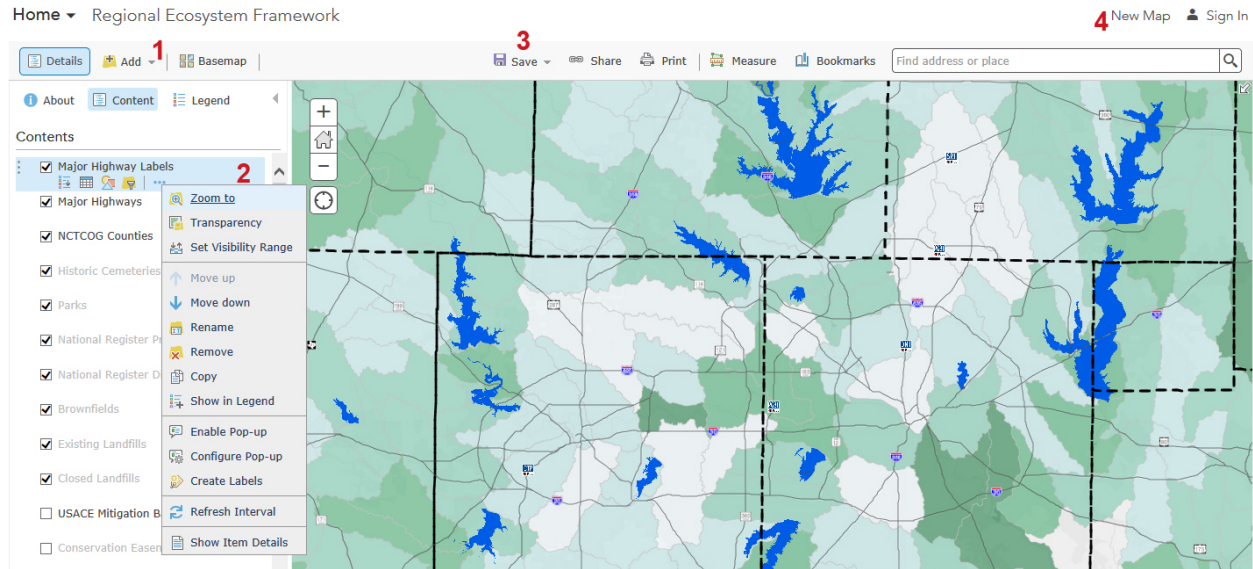 Home Regional Ecosystem Framework 4 New Map Sign In
Details Add 1 Basemap 3 Save Share Print Measure Bookmarks Find address or place
About Content Legend
Contents
Major Highway Labels
2
Zoom to
Major Highways
Transparency
NCTCOG Counties
Set Visibility Range
Historic Cemeteries
Move up
Parks
Move down
Rename
National Register Pr
Remove
National Register D
Copy
Brownfields
Show in Legend
Existing Landfills
Enable Pop-up
Configure Pop-up
Closed Landfills
Create Labels
USACE Mitigation B
Refresh Interval
Conservation Easem
Show Item Details